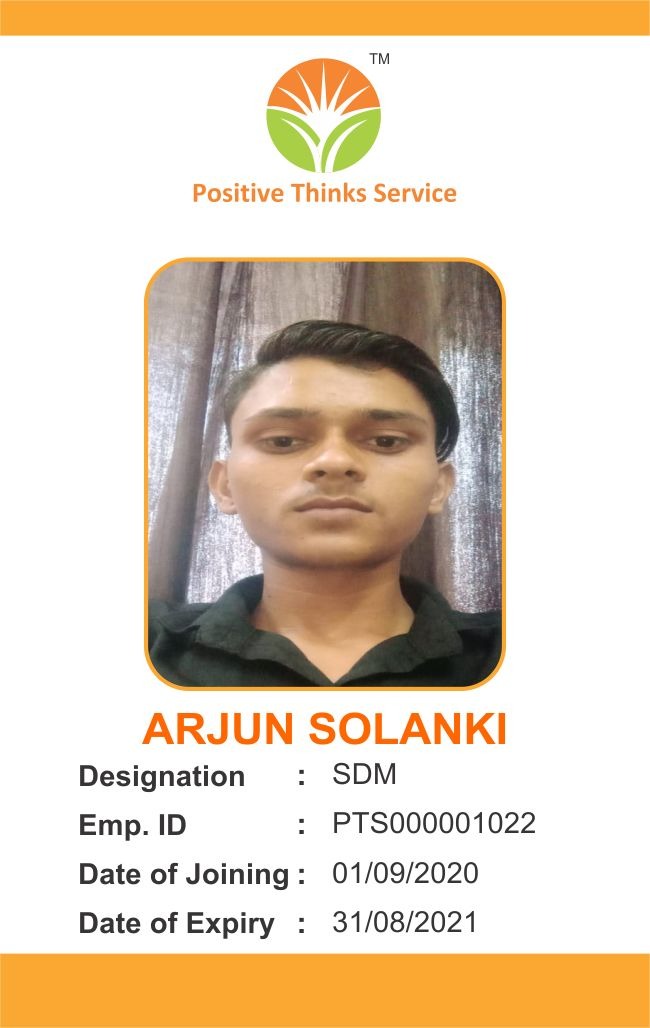 TM
Positive Thinks Service
ARJUN SOLANKI
Designation : SDM
Emp. ID : PTS000001022
Date of Joining : 01/09/2020
Date of Expiry : 31/08/2021